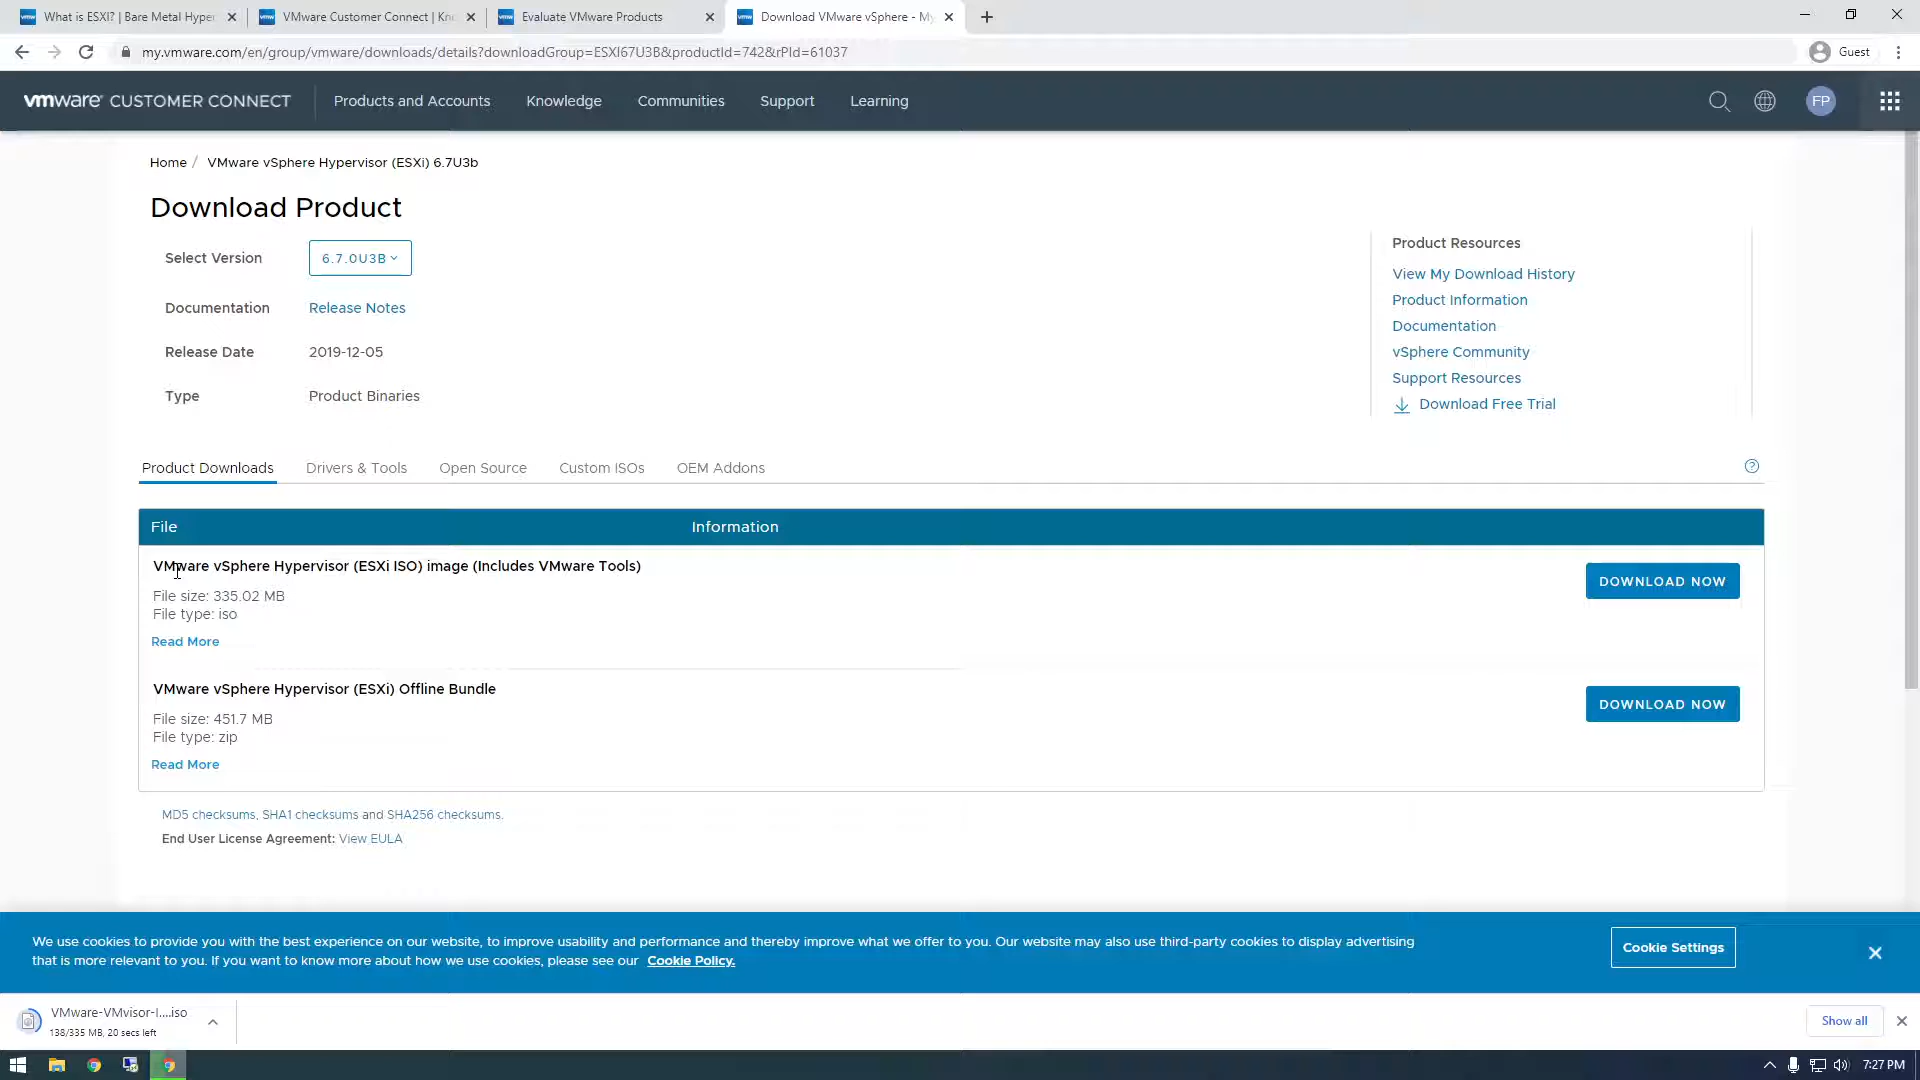 What is ESXI? | Bare Metal Hyper
VMware Customer Connect | Kno
Evaluate VMware Products
Download VMware vSphere - My
my.vmware.com/en/group/vmware/downloads/details?downloadGroup=ESXI67U3B&productId=742&rPId=61037
Guest
vmware® CUSTOMER CONNECT
Products and Accounts
Knowledge
Communities
Support
Learning
FP
Home / VMware vSphere Hypervisor (ESXi) 6.7U3b
Download Product
Select Version
6.7.0U3B
Documentation
Release Notes
Release Date
2019-12-05
Type
Product Binaries
Product Resources
View My Download History
Product Information
Documentation
vSphere Community
Support Resources
Download Free Trial
Product Downloads
Drivers & Tools
Open Source
Custom ISOs
OEM Addons
File
Information
VMware vSphere Hypervisor (ESXi ISO) image (Includes VMware Tools)
File size: 335.02 MB
File type: iso
Read More
DOWNLOAD NOW
VMware vSphere Hypervisor (ESXi) Offline Bundle
File size: 451.7 MB
File type: zip
Read More
DOWNLOAD NOW
MD5 checksums, SHA1 checksums and SHA256 checksums.
End User License Agreement: View EULA
We use cookies to provide you with the best experience on our website, to improve usability and performance and thereby improve what we offer to you. Our website may also use third-party cookies to display advertising
that is more relevant to you. If you want to know more about how we use cookies, please see our Cookie Policy.
Cookie Settings
VMware-VMvisor-I....iso
138/335 MB, 20 secs left
Show all
7:27 PM